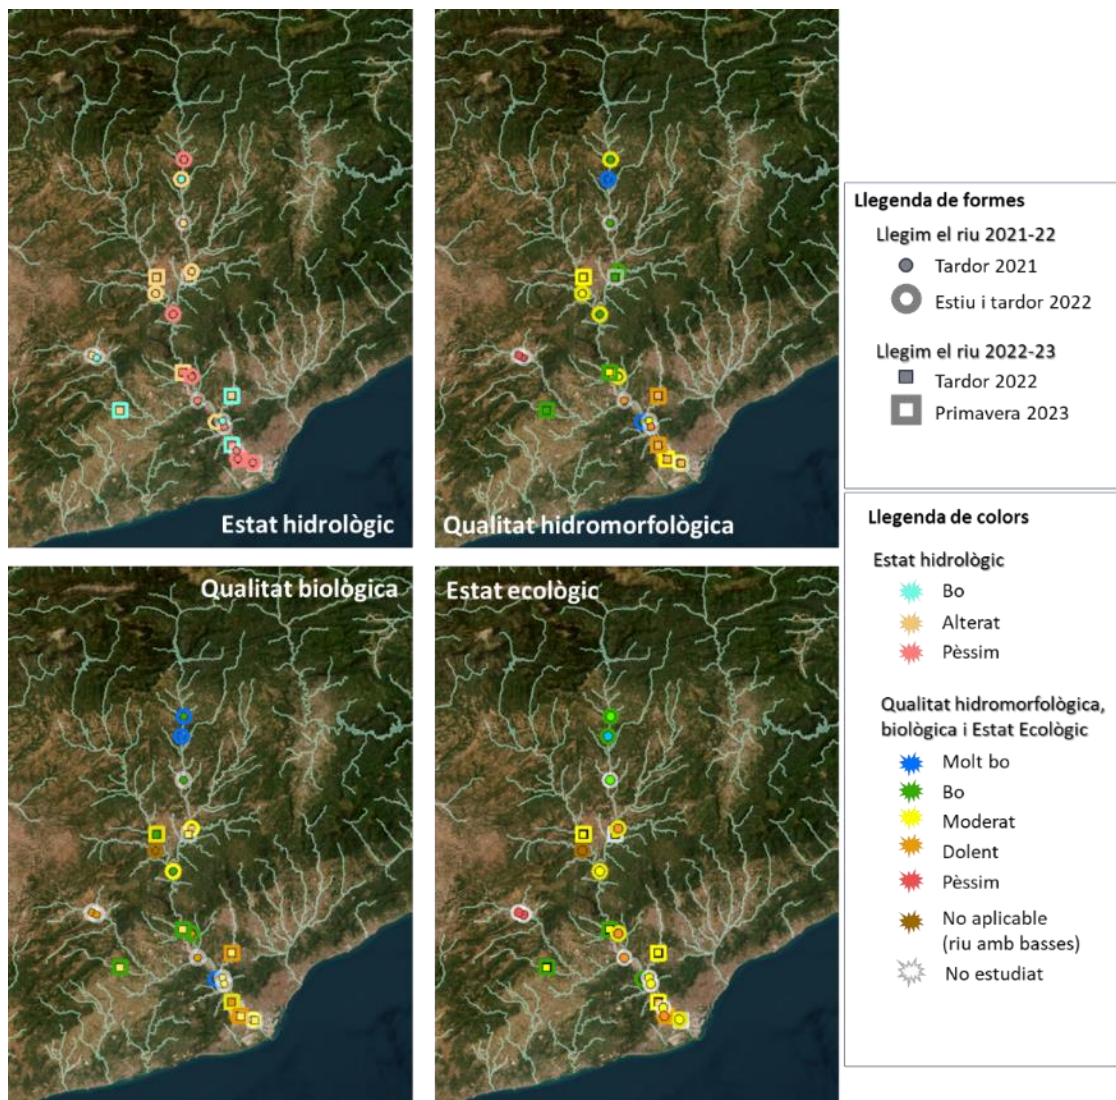 Estat hidrològic
Qualitat hidromorfològica
Qualitat biològica
Estat ecològic
Llegenda de formes
Llegim el riu 2021-22
Tardor 2021
Estiu i tardor 2022
Llegim el riu 2022-23
Tardor 2022
Primavera 2023
Llegenda de colors
Estat hidrològic
Bo
Alterat
Pèssim
Qualitat hidromorfològica,
biològica i Estat Ecològic
Molt bo
Bo
Moderat
Dolent
Pèssim
No aplicable
(riu amb basses)
No estudiat